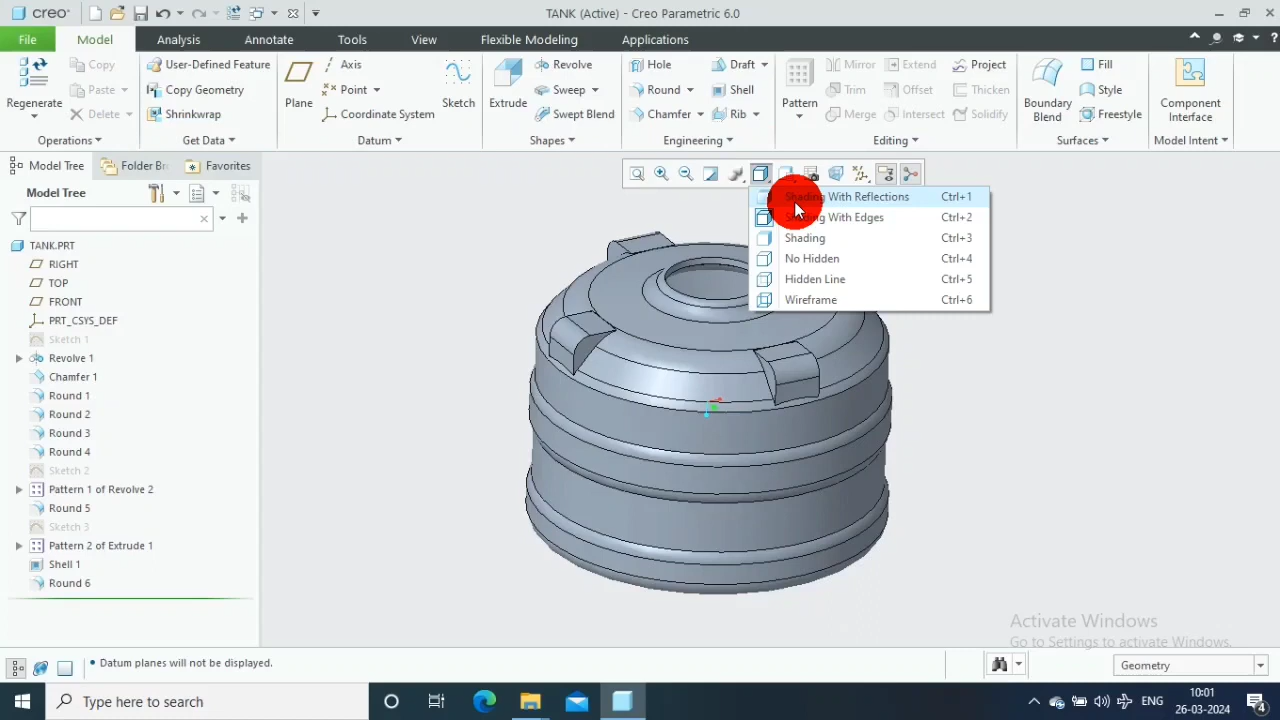 creo
TANK (Active) - Creo Parametric 6.0
File
Model
Analysis
Annotate
Tools
View
Flexible Modeling
Applications
Regenerate
Copy
Paste
Delete
Operations
User-Defined Feature
Copy Geometry
Shrinkwrap
Get Data
Plane
Axis
Point
Coordinate System
Sketch
Datum
Extrude
Revolve
Sweep
Swept Blend
Shapes
Hole
Round
Chamfer
Draft
Shell
Rib
Engineering
Pattern
Mirror
Trim
Merge
Extend
Offset
Intersect
Project
Thicken
Solidify
Editing
Boundary
Blend
Fill
Style
Freestyle
Surfaces
Component
Interface
Model Intent
Model Tree
Folder Br
Favorites
Model Tree
TANK.PRT
RIGHT
TOP
FRONT
PRT_CSYS_DEF
Sketch 1
Revolve 1
Chamfer 1
Round 1
Round 2
Round 3
Round 4
Sketch 2
Pattern 1 of Revolve 2
Round 5
Sketch 3
Pattern 2 of Extrude 1
Shell 1
Round 6
Shading With Reflections Ctrl+1
Shading With Edges Ctrl+2
Shading Ctrl+3
No Hidden Ctrl+4
Hidden Line Ctrl+5
Wireframe Ctrl+6
Activate Windows
Go to Settings to activate Windows.
• Datum planes will not be displayed.
Geometry
Type here to search
ENG
10:01
26-03-2024
4